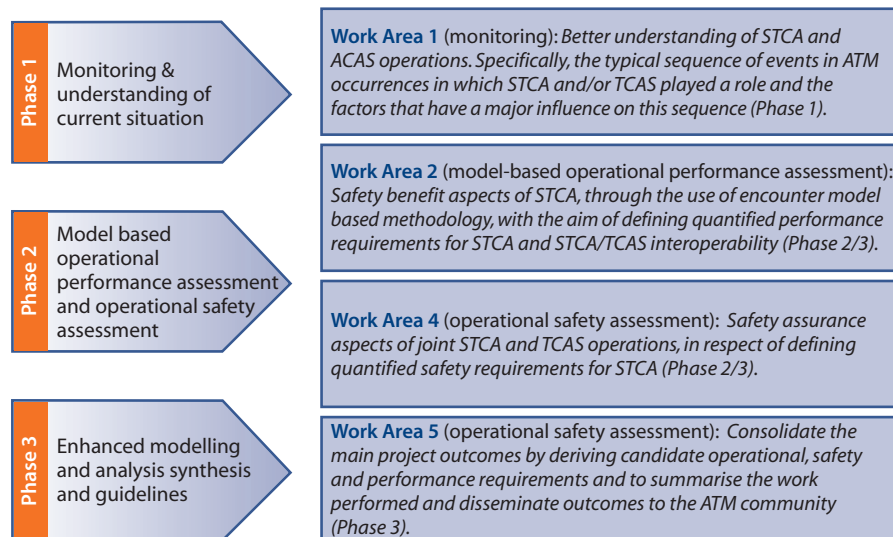 Phase 1
Monitoring &
understanding of
current situation
Phase 2
Model based
operational
performance assessment
and operational safety
assessment
Phase 3
Enhanced modelling
and analysis synthesis
and guidelines
Work Area 1 (monitoring): Better understanding of STCA and
ACAS operations. Specifically, the typical sequence of events in ATM
occurrences in which STCA and/or TCAS played a role and the
factors that have a major influence on this sequence (Phase 1).
Work Area 2 (model-based operational performance assessment):
Safety benefit aspects of STCA, through the use of encounter model
based methodology, with the aim of defining quantified performance
requirements for STCA and STCA/TCAS interoperability (Phase 2/3).
Work Area 4 (operational safety assessment): Safety assurance
aspects of joint STCA and TCAS operations, in respect of defining
quantified safety requirements for STCA (Phase 2/3).
Work Area 5 (operational safety assessment): Consolidate the
main project outcomes by deriving candidate operational, safety
and performance requirements and to summarise the work
performed and disseminate outcomes to the ATM community
(Phase 3).